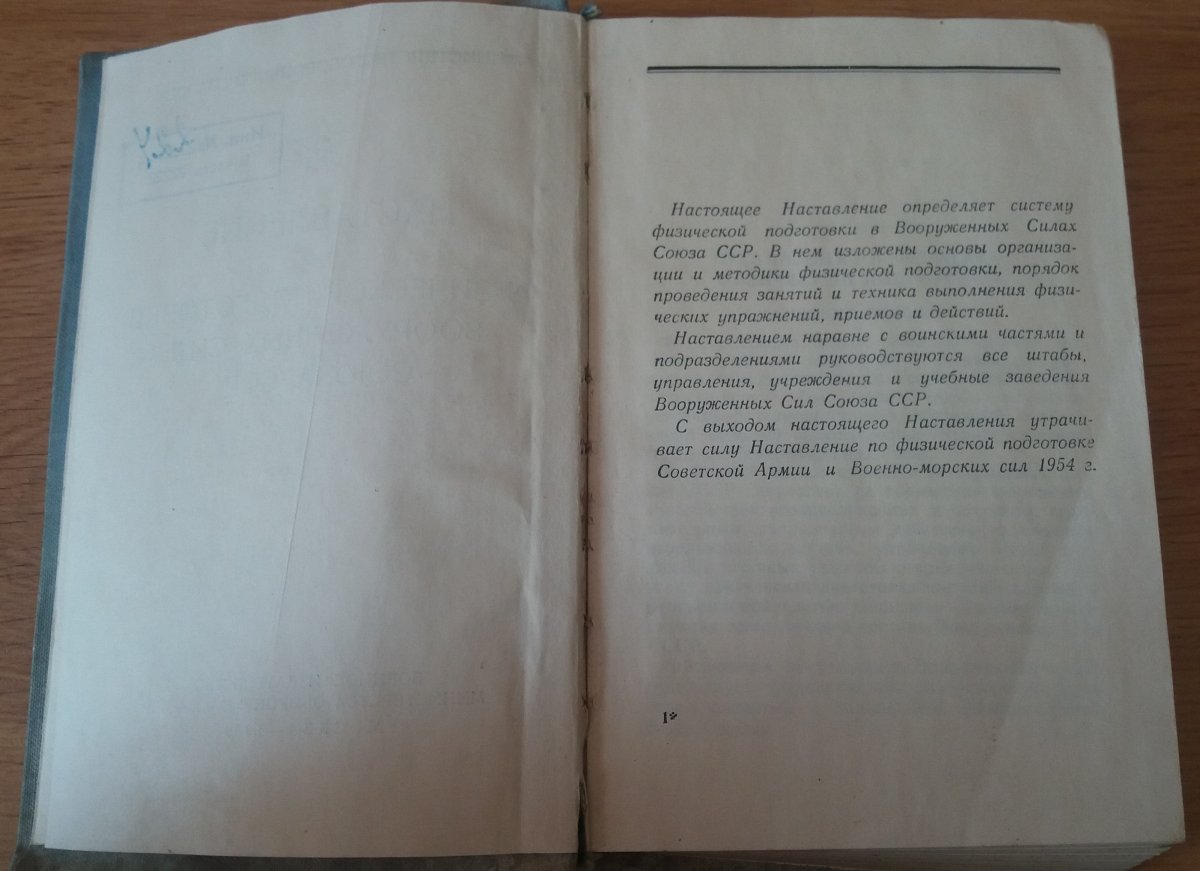 Настоящее Наставление определяет систему
физической подготовки в Вооруженных Силах
Союза ССР. В нем изложены основы организа-
ции и методики физической подготовки, порядок
проведения занятий и техника выполнения физи-
ческих упражнений, приемов и действий.
Наставлением наравне с воинскими частями и
подразделениями руководствуются все штабы,
управления, учреждения и учебные заведения
Вооруженных Сил Союза ССР.
С выходом настоящего Наставления утрачи-
вает силу Наставление по физической подготовке
Советской Армии и Военно-морских сил 1954 г.
1*